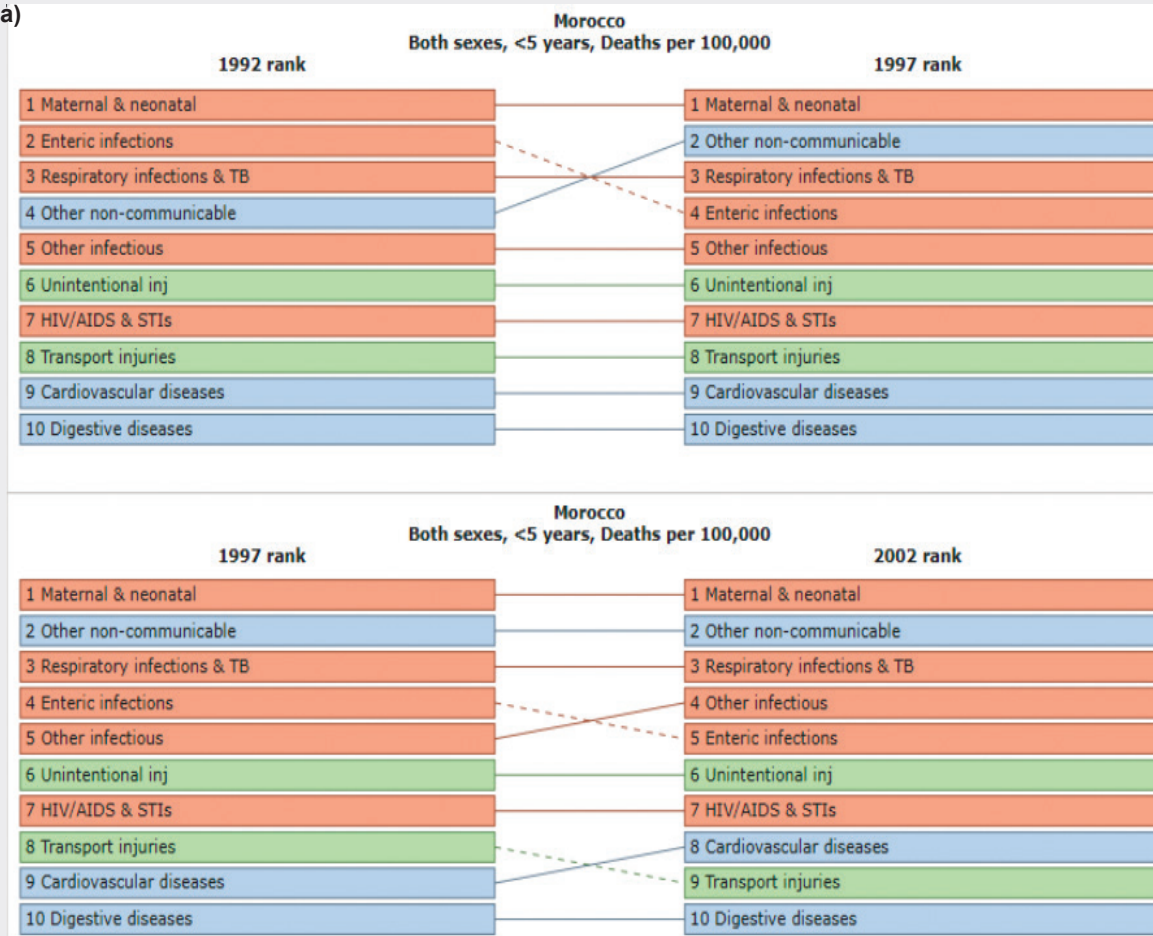 a)
Morocco
Both sexes, <5 years, Deaths per 100,000
1992 rank
1997 rank
1 Maternal & neonatal
1 Maternal & neonatal
2 Enteric infections
2 Other non-communicable
3 Respiratory infections & TB
3 Respiratory infections & TB
4 Other non-communicable
4 Enteric infections
5 Other infectious
5 Other infectious
6 Unintentional inj
6 Unintentional inj
7 HIV/AIDS & STIs
7 HIV/AIDS & STIs
8 Transport injuries
8 Transport injuries
9 Cardiovascular diseases
9 Cardiovascular diseases
10 Digestive diseases
10 Digestive diseases
Morocco
Both sexes, <5 years, Deaths per 100,000
1997 rank
2002 rank
1 Maternal & neonatal
1 Maternal & neonatal
2 Other non-communicable
2 Other non-communicable
3 Respiratory infections & TB
3 Respiratory infections & TB
4 Enteric infections
4 Other infectious
5 Other infectious
5 Enteric infections
6 Unintentional inj
6 Unintentional inj
7 HIV/AIDS & STIs
7 HIV/AIDS & STIs
8 Transport injuries
8 Cardiovascular diseases
9 Cardiovascular diseases
9 Transport injuries
10 Digestive diseases
10 Digestive diseases